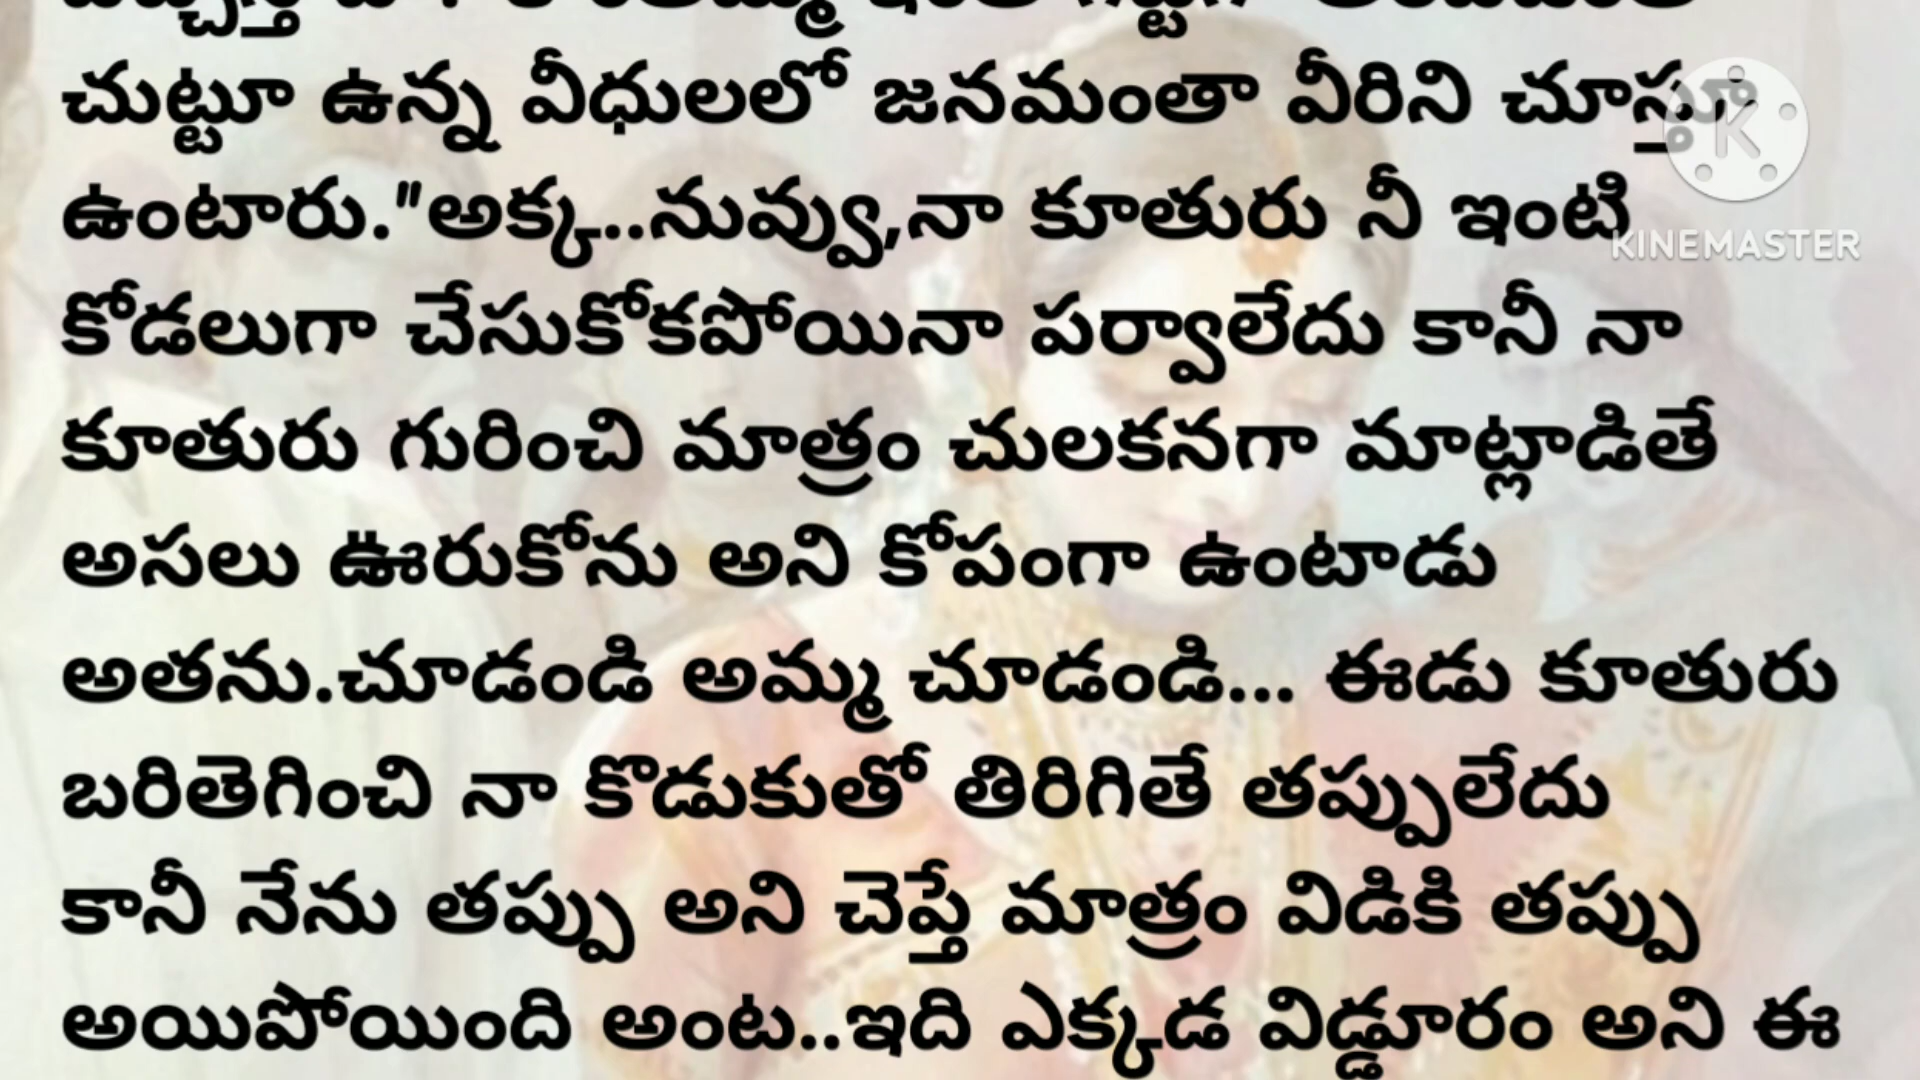 చుట్టూ ఉన్న వీధులలో జనమంతా వీరిని చూస్తూ
ఉంటారు."అక్క..నువ్వు,నా కూతురు నీ ఇంటి
KINEMASTER
కోడలుగా చేసుకోకపోయినా పర్వాలేదు కానీ నా
కూతురు గురించి మాత్రం చులకనగా మాట్లాడితే
అసలు ఊరుకోను అని కోపంగా ఉంటాడు
అతను.చూడండి అమ్మ చూడండి... ఈడు కూతురు
బరితెగించి నా కొడుకుతో తిరిగితే తప్పులేదు
కానీ నేను తప్పు అని చెప్తే మాత్రం విడికి తప్పు
అయిపోయింది అంట..ఇది ఎక్కడ విడ్డూరం అని ఈ